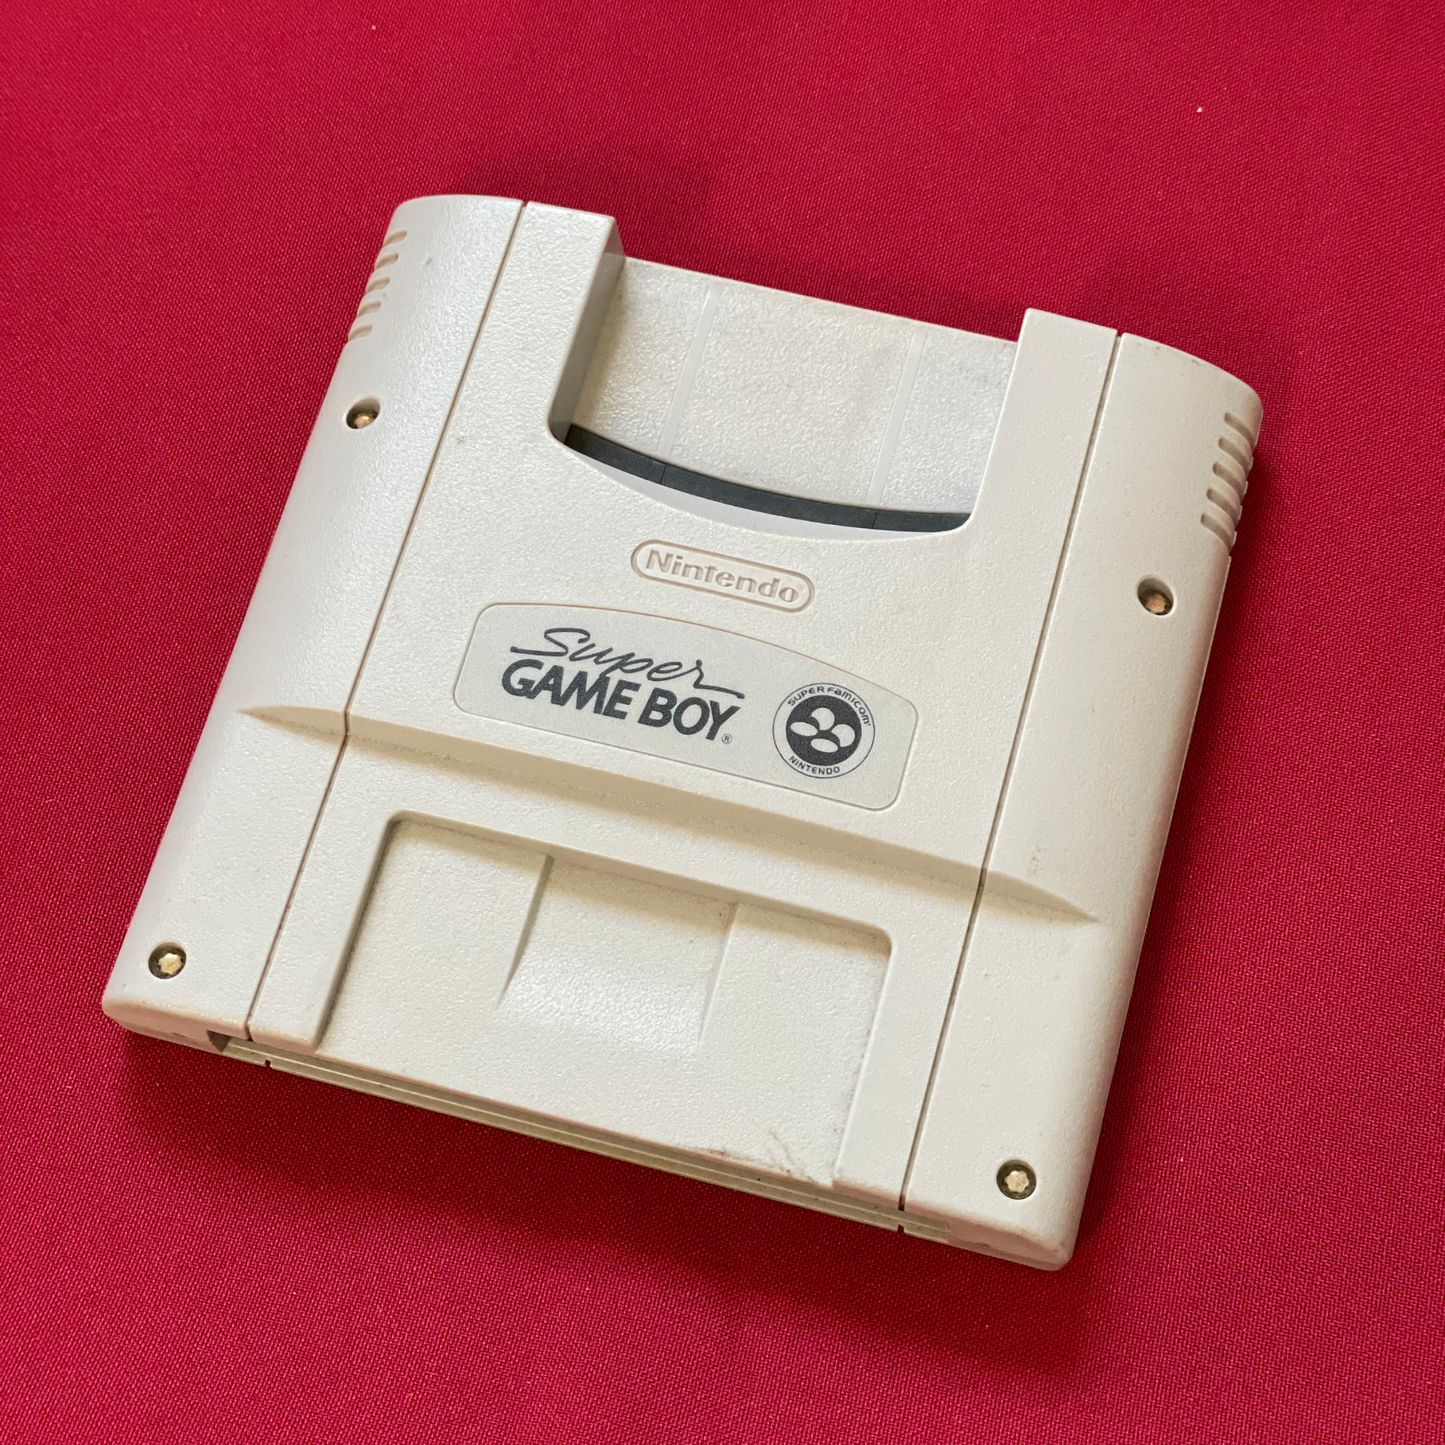 Nintendo®
Super
GAME BOY®
SUPER FAMICOM
NINTENDO